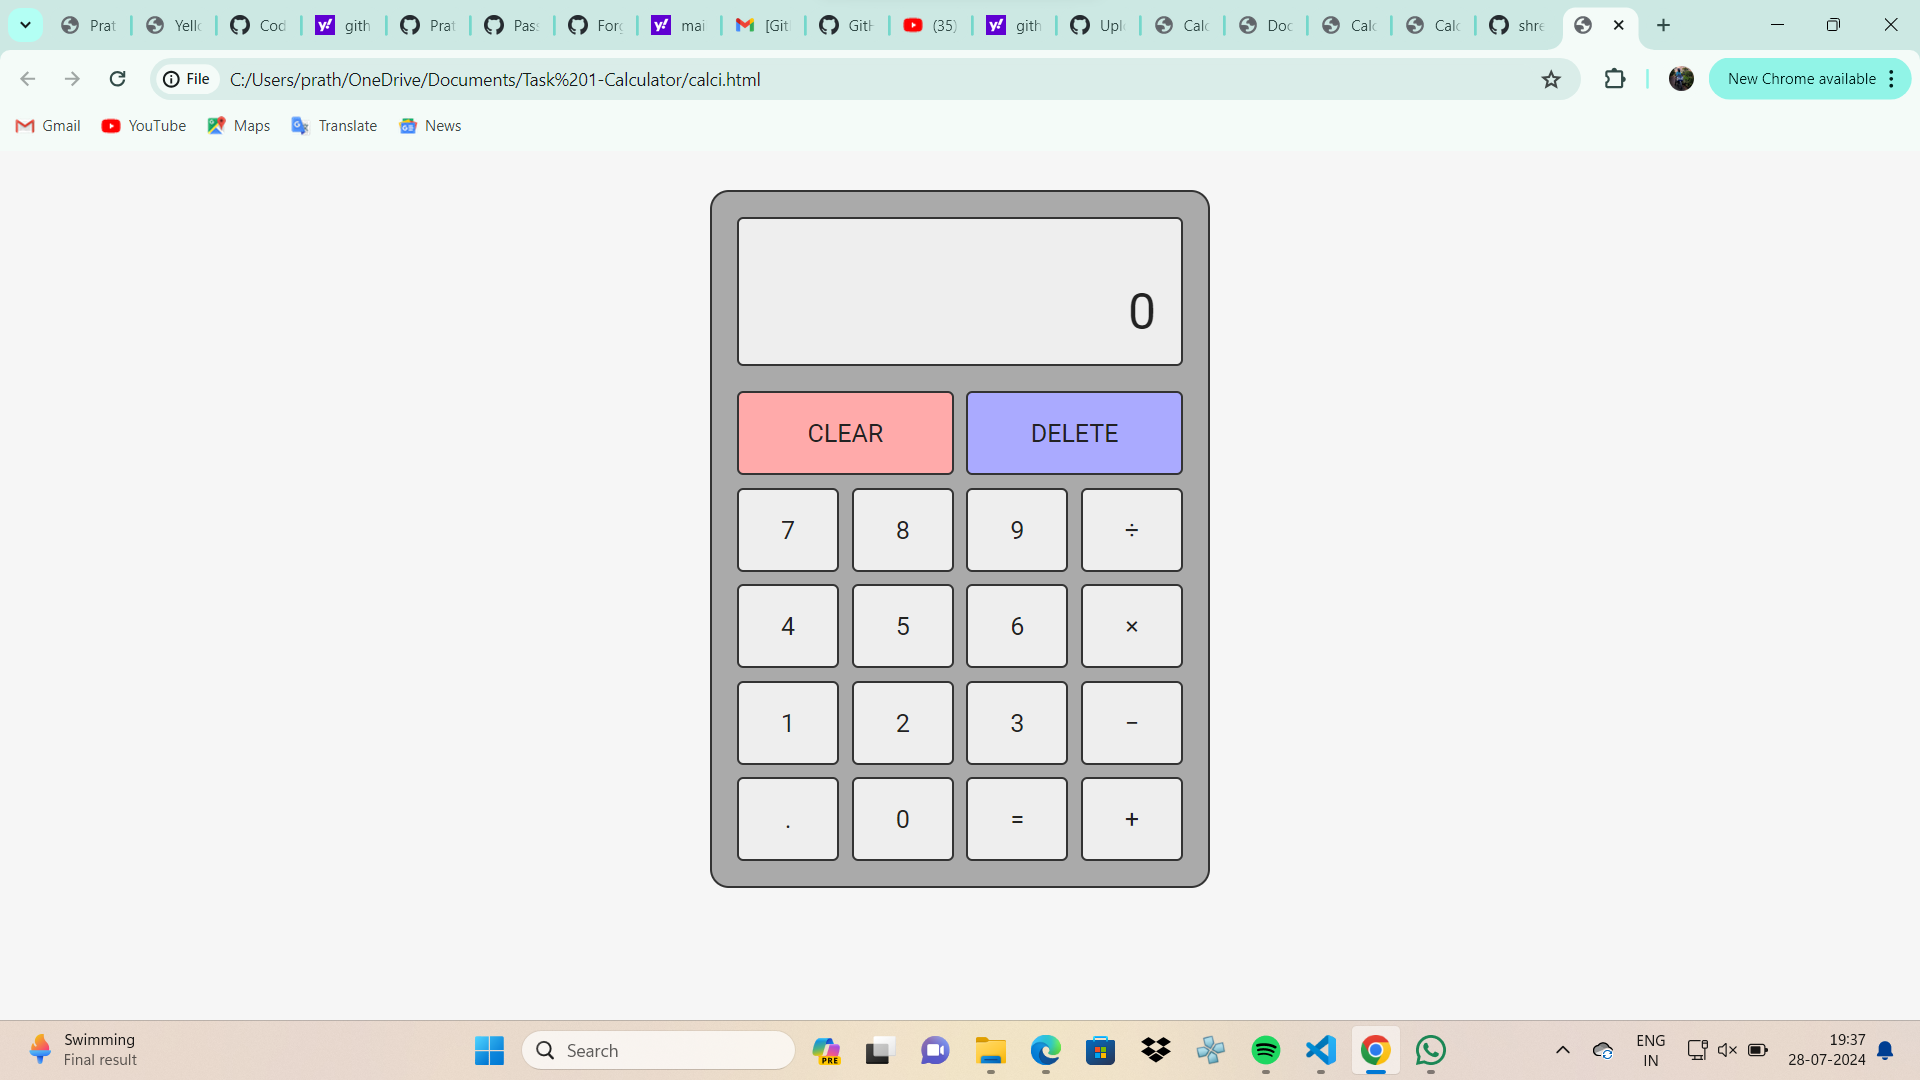 Prat
Yello
Cod
gith
Prat
Pass
Forg
mai
[Git
GitH
(35)
gith
Uplo
Calc
Doc
Calc
Calc
shre
File
C:/Users/prath/OneDrive/Documents/Task%201-Calculator/calci.html
New Chrome available
Gmail
YouTube
Maps
Translate
News
0
CLEAR
DELETE
7
8
9
÷
4
5
6
×
1
2
3
−
.
0
=
+
Swimming
Final result
Search
PRE
ENG
IN
19:37
28-07-2024